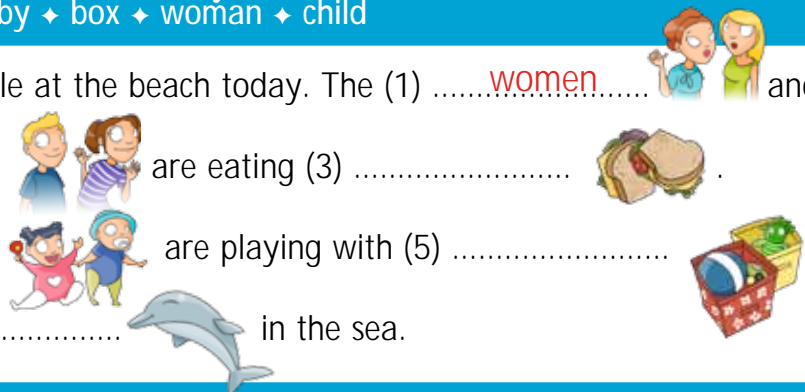 by ✦ box ✦ woman ✦ child
le at the beach today. The (1) ......women...... and
are eating (3) ......................... .
are playing with (5) .........................
.............. in the sea.